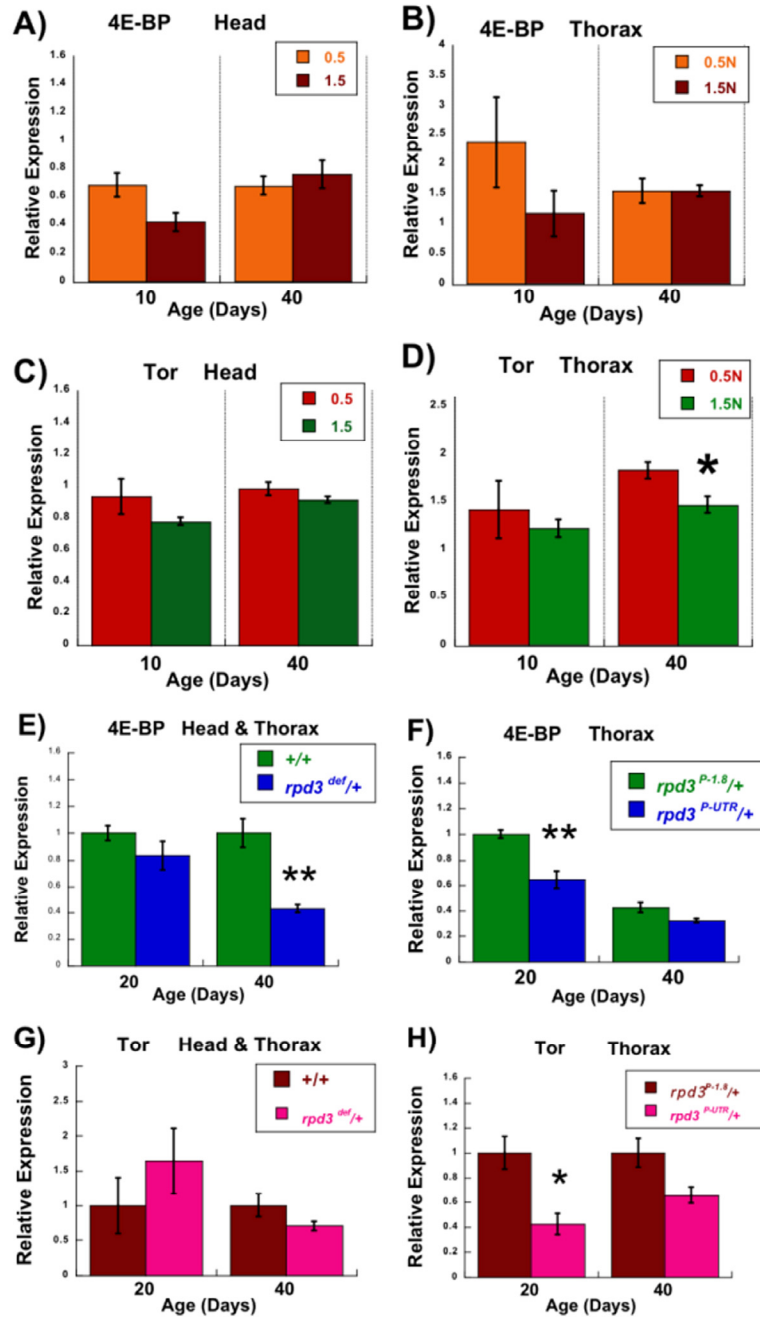 A) 4E-BP Head
1.6
1.4
1.2
1
0.8
0.6
0.4
0.2
0
Relative Expression
0.5
1.5
10 40
Age (Days)
B) 4E-BP Thorax
4
3.5
3
2.5
2
1.5
1
0.5
0
Relative Expression
0.5N
1.5N
10 40
Age (Days)
C) Tor Head
1.6
1.4
1.2
1
0.8
0.6
0.4
0.2
0
Relative Expression
0.5
1.5
10 40
Age (Days)
D) Tor Thorax
2.5
2
1.5
1
0.5
0
Relative Expression
0.5N
1.5N
*
10 40
Age (Days)
E) 4E-BP Head & Thorax
1.6
1.4
1.2
1
0.8
0.6
0.4
0.2
0
Relative Expression
+/+
rpd3 def/+
**
20 40
Age (Days)
F) 4E-BP Thorax
1.6
1.4
1.2
1
0.8
0.6
0.4
0.2
0
Relative Expression
rpd3 P-1.8/+
rpd3 P-UTR/+
**
20 40
Age (Days)
G) Tor Head & Thorax
3
2.5
2
1.5
1
0.5
0
Relative Expression
+/+
rpd3 def/+
20 40
Age (Days)
H) Tor Thorax
1.6
1.4
1.2
1
0.8
0.6
0.4
0.2
0
Relative Expression
rpd3P-1.8/+
rpd3 P-UTR/+
*
20 40
Age (Days)